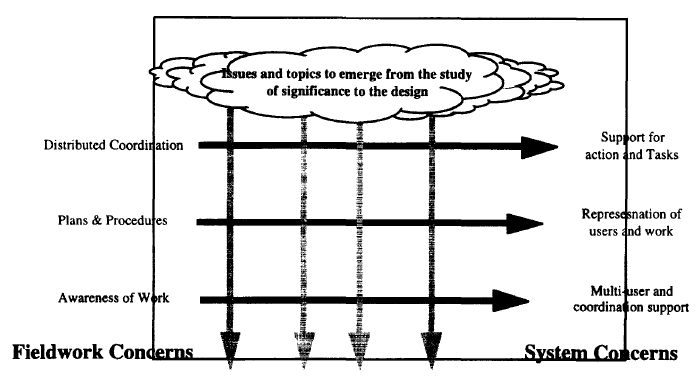 Issues and topics to emerge from the study
of significance to the design
Distributed Coordination
Support for
action and Tasks
Plans & Procedures
Represesnation of
users and work
Awareness of Work
Multi-user and
coordination support
Fieldwork Concerns
System Concerns